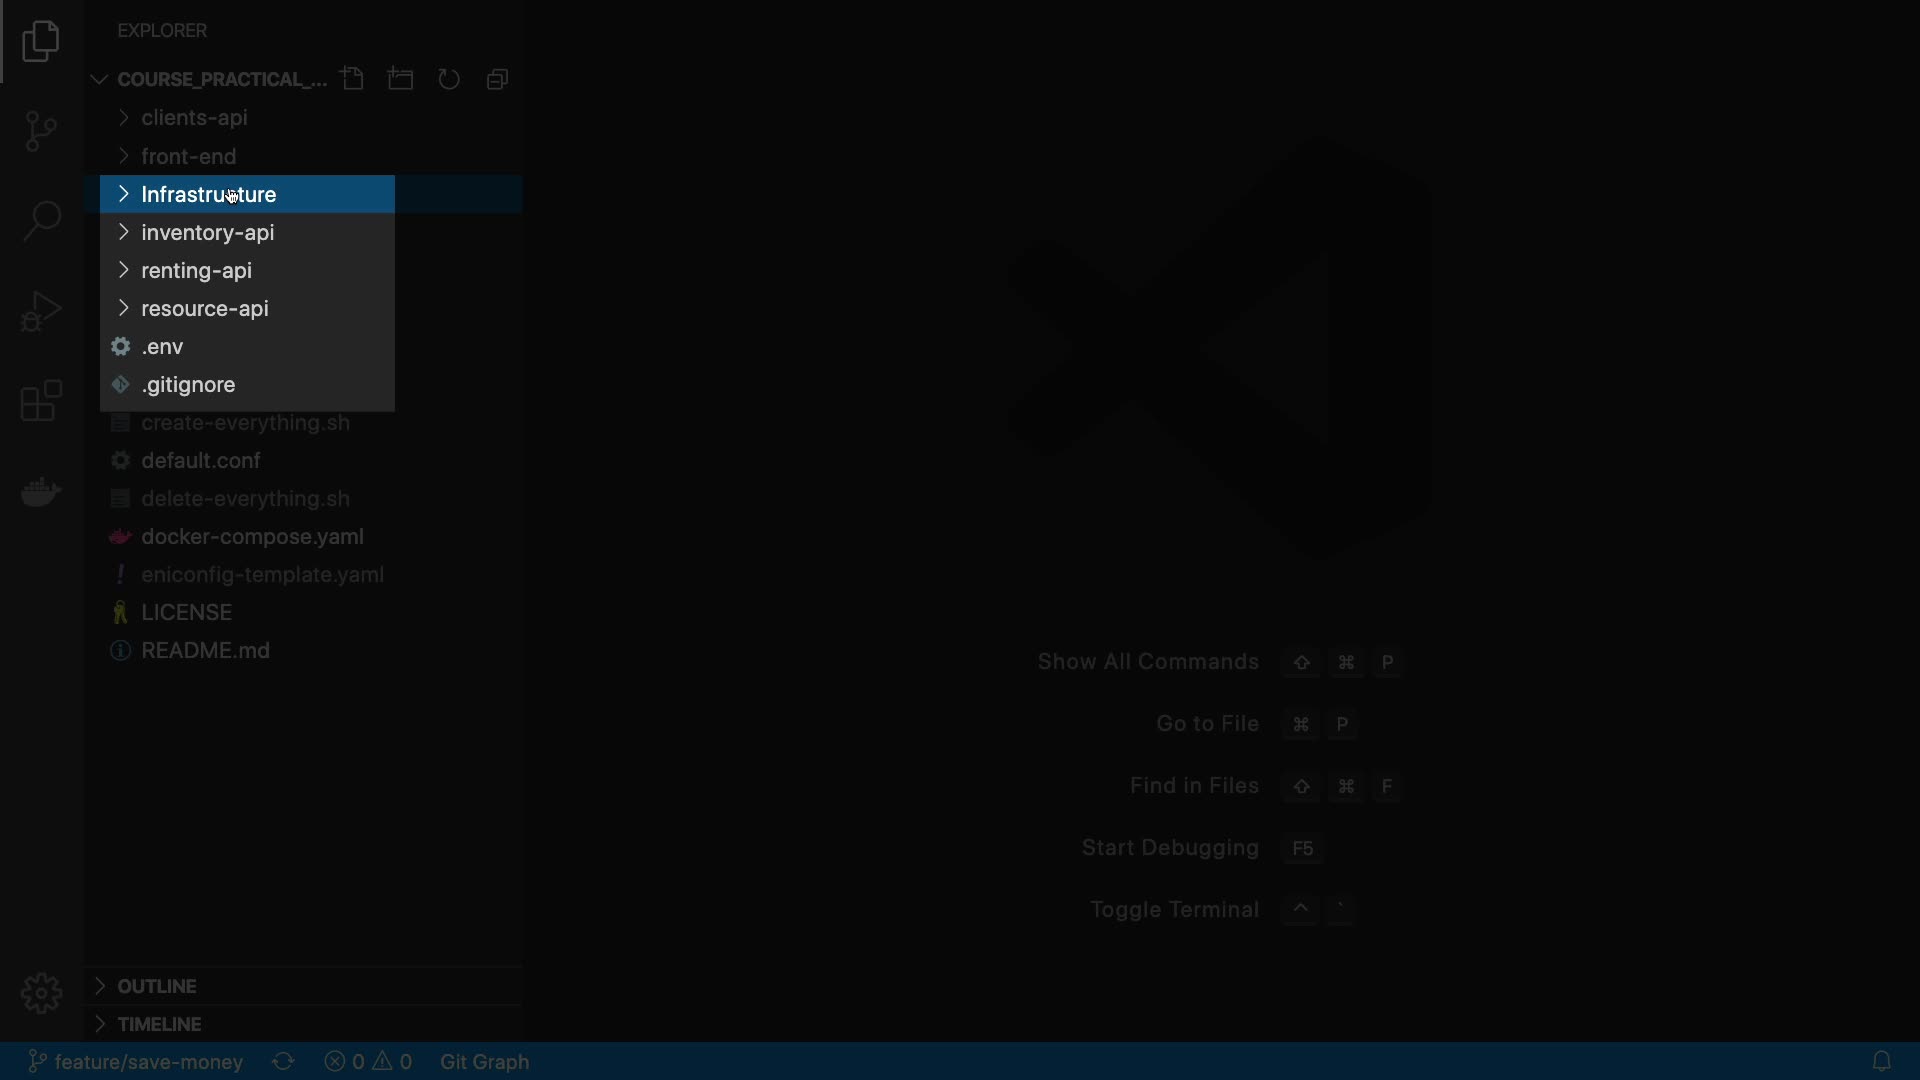 EXPLORER
COURSE_PRACTICAL_...
clients-api
front-end
Infrastructure
inventory-api
renting-api
resource-api
.env
.gitignore
create-everything.sh
default.conf
delete-everything.sh
docker-compose.yaml
eniconfig-template.yaml
LICENSE
README.md
Show All Commands ⇧ ⌘ P
Go to File ⌘ P
Find in Files ⇧ ⌘ F
Start Debugging F5
Toggle Terminal ^ `
OUTLINE
TIMELINE
feature/save-money 0 0 Git Graph